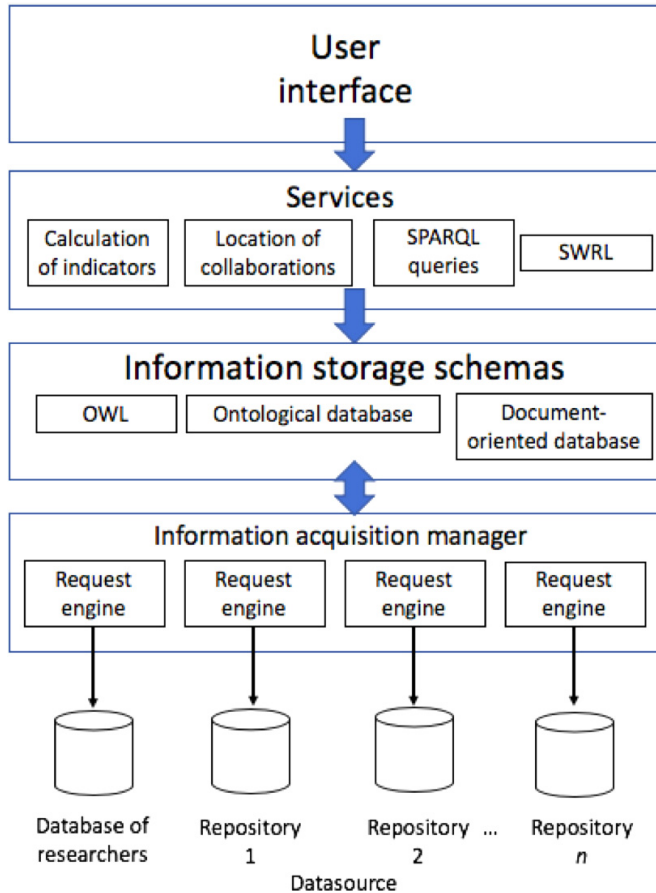 User
interface
Services
Calculation
of indicators
Location of
collaborations
SPARQL
queries
SWRL
Information storage schemas
OWL
Ontological database
Document-
oriented database
Information acquisition manager
Request
engine
Request
engine
Request
engine
Request
engine
Database of
researchers
Repository
1
Repository ...
2
Repository
n
Datasource